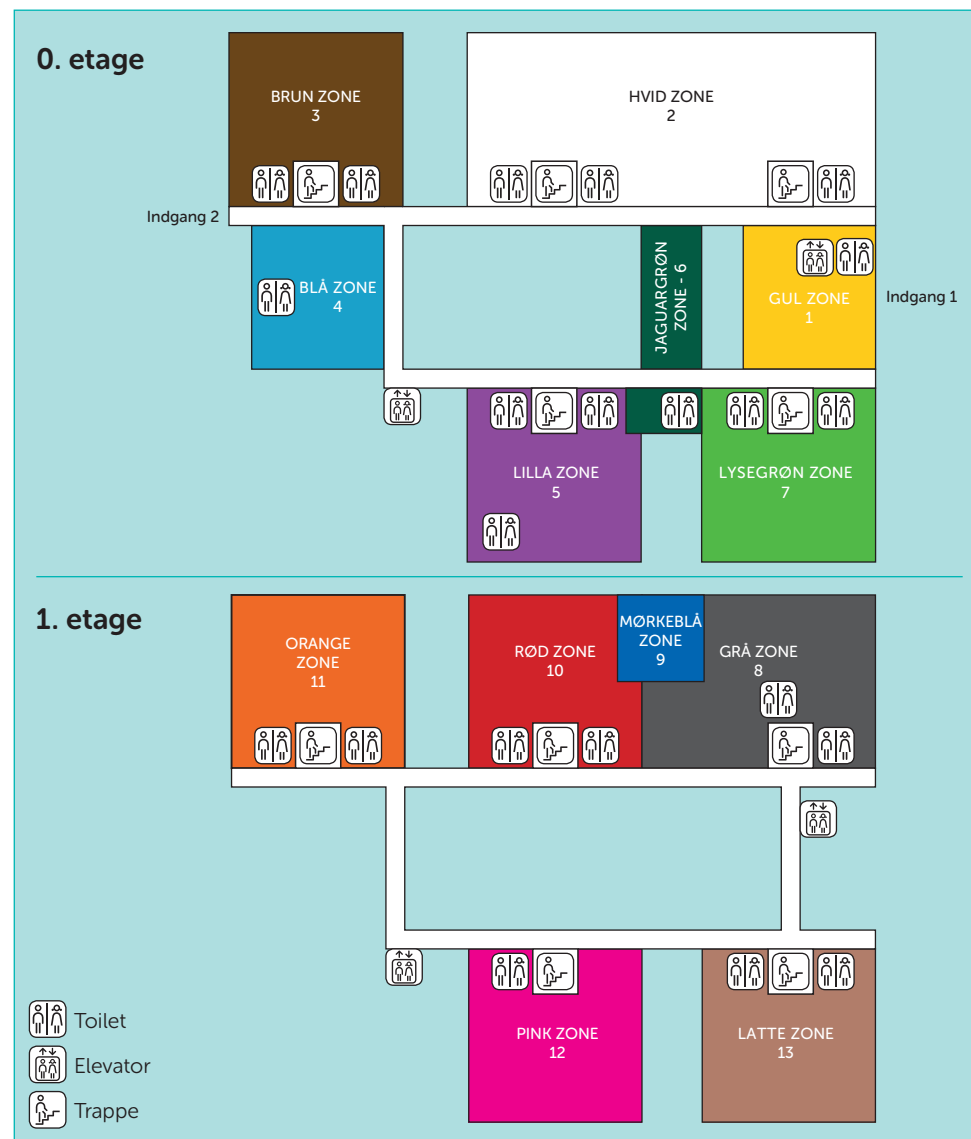 0. etage
BRUN ZONE
3
HVID ZONE
2
Indgang 2
BLÅ ZONE
4
JAGUARGRØN
ZONE - 6
GUL ZONE
1
Indgang 1
LILLA ZONE
5
LYSEGRØN ZONE
7
1. etage
ORANGE
ZONE
11
RØD ZONE
10
MØRKEBLÅ
ZONE
9
GRÅ ZONE
8
PINK ZONE
12
LATTE ZONE
13
Toilet
Elevator
Trappe